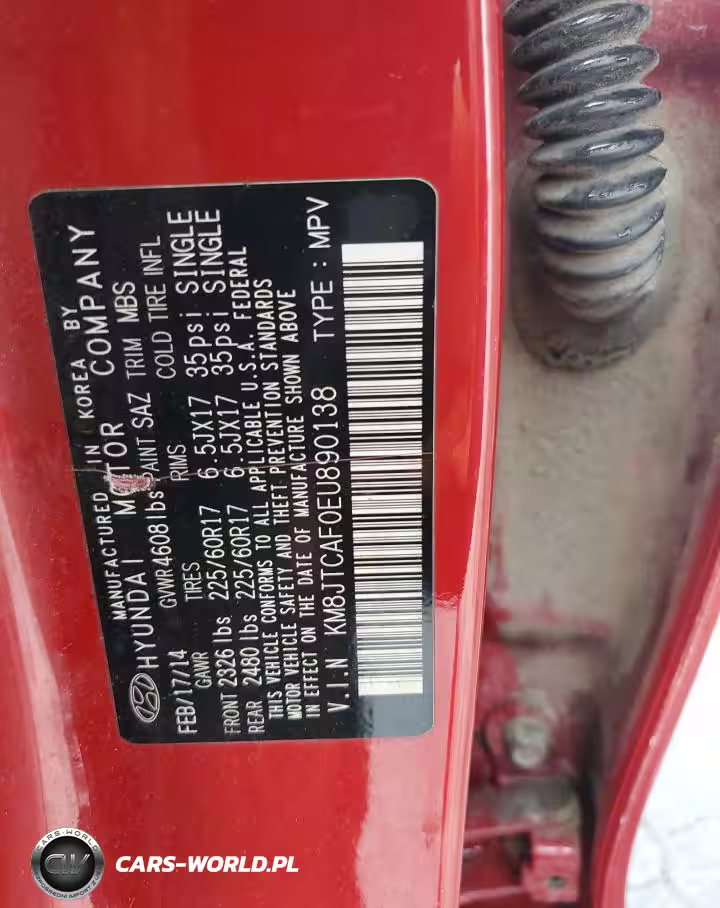 MANUFACTURED IN KOREA BY
HYUNDAI MOTOR COMPANY
FEB/17/14 GVWR 4608 lbs PAINT SAZ TRIM MBS
GAWR TIRES RIMS COLD TIRE INFL
FRONT 2326 lbs 225/60R17 6.5JX17 35psi SINGLE
REAR 2480 lbs 225/60R17 6.5JX17 35psi SINGLE
THIS VEHICLE CONFORMS TO ALL APPLICABLE U.S.A. FEDERAL
MOTOR VEHICLE SAFETY AND THEFT PREVENTION STANDARDS
IN EFFECT ON THE DATE OF MANUFACTURE SHOWN ABOVE
V.I.N KM8JTCAF0EU890138 TYPE : MPV
CARS-WORLD
CW
CARS-WORLD.PL